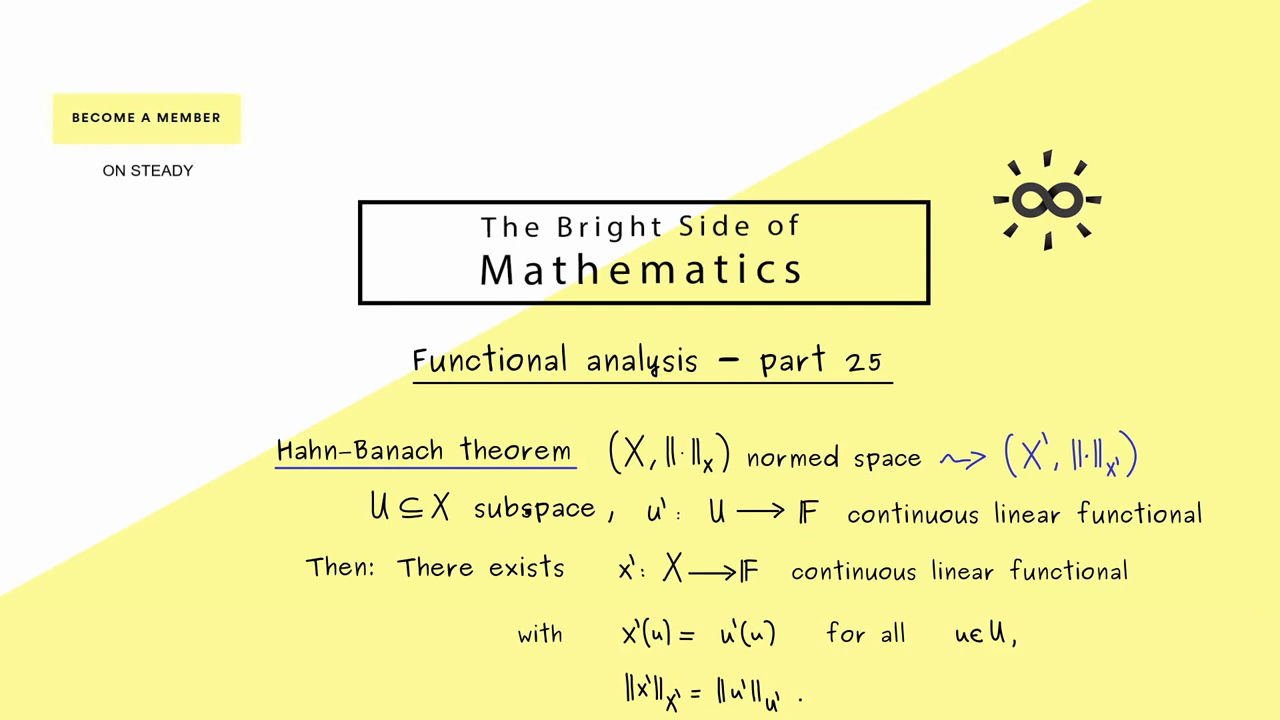 BECOME A MEMBER
ON STEADY
The Bright Side of
Mathematics
Functional analysis – part 25
Hahn-Banach theorem (X, ‖·‖_X) normed space ⇝ (X', ‖·‖_X')
U ⊆ X subspace, u': U ⟶ 𝔽 continuous linear functional
Then: There exists x': X ⟶ 𝔽 continuous linear functional
with x'(u) = u'(u) for all u∈U,
‖x'‖_X' = ‖u'‖_U' .